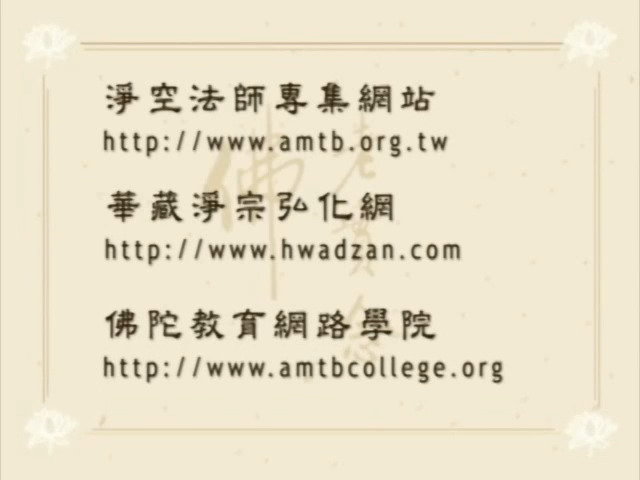 淨空法師專集網站
http://www.amtb.org.tw
華藏淨宗弘化網
http://www.hwadzan.com
佛陀教育網路學院
http://www.amtbcollege.org
佛